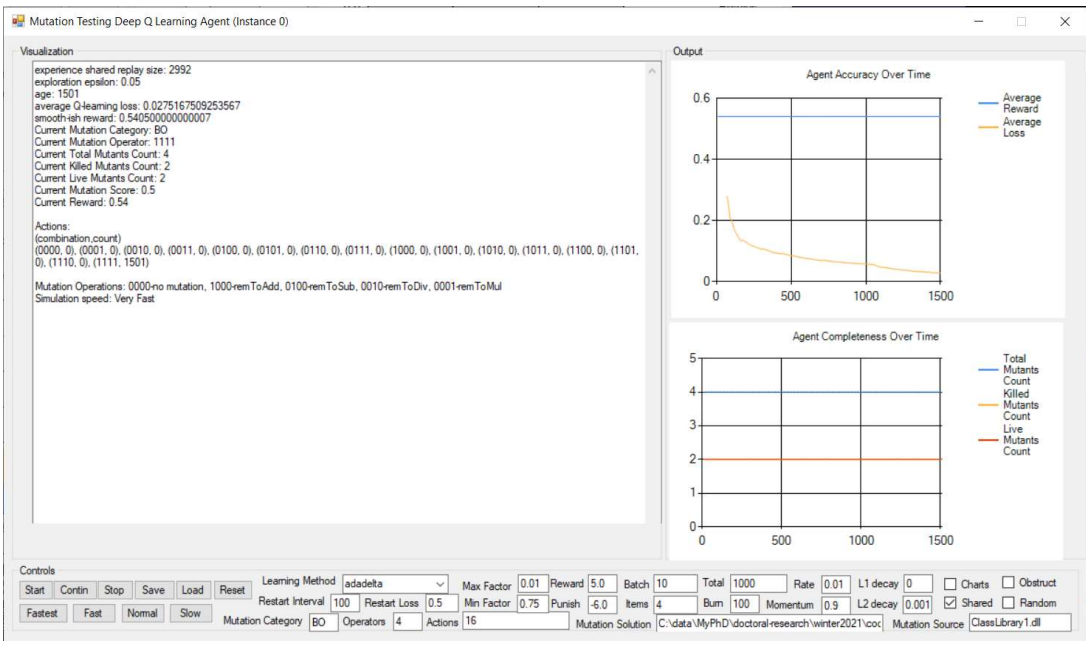 Mutation Testing Deep Q Learning Agent (Instance 0)
Visualization
experience shared replay size: 2992
exploration epsilon: 0.05
age: 1501
average Q-learning loss: 0.0275167509253567
smooth-ish reward: 0.540500000000007
Current Mutation Category: BO
Current Mutation Operator: 1111
Current Total Mutants Count: 4
Current Killed Mutants Count: 2
Current Live Mutants Count: 2
Current Mutation Score: 0.5
Current Reward: 0.54
Actions:
(combination,count)
(0000, 0), (0001, 0), (0010, 0), (0011, 0), (0100, 0), (0101, 0), (0110, 0), (0111, 0), (1000, 0), (1001, 0), (1010, 0), (1011, 0), (1100, 0), (1101,
0), (1110, 0), (1111, 1501)
Mutation Operations: 0000-no mutation, 1000-remToAdd, 0100-remToSub, 0010-remToDiv, 0001-remToMul
Simulation speed: Very Fast
Output
Agent Accuracy Over Time
0.6
0.4
0.2
0
0 500 1000 1500
Average
Reward
Average
Loss
Agent Completeness Over Time
5
4
3
2
1
0
0 500 1000 1500
Total
Mutants
Count
Killed
Mutants
Count
Live
Mutants
Count
Controls
Start Contin Stop Save Load Reset Learning Method adadelta Max Factor 0.01 Reward 5.0 Batch 10 Total 1000 Rate 0.01 L1 decay 0 Charts Obstruct
Restart Interval 100 Restart Loss 0.5 Min Factor 0.75 Punish -6.0 Items 4 Burn 100 Momentum 0.9 L2 decay 0.001 Shared Random
Fastest Fast Normal Slow Mutation Category BO Operators 4 Actions 16 Mutation Solution C:\data\MyPhD\doctoral-research\winter2021\coc Mutation Source ClassLibrary1.dll